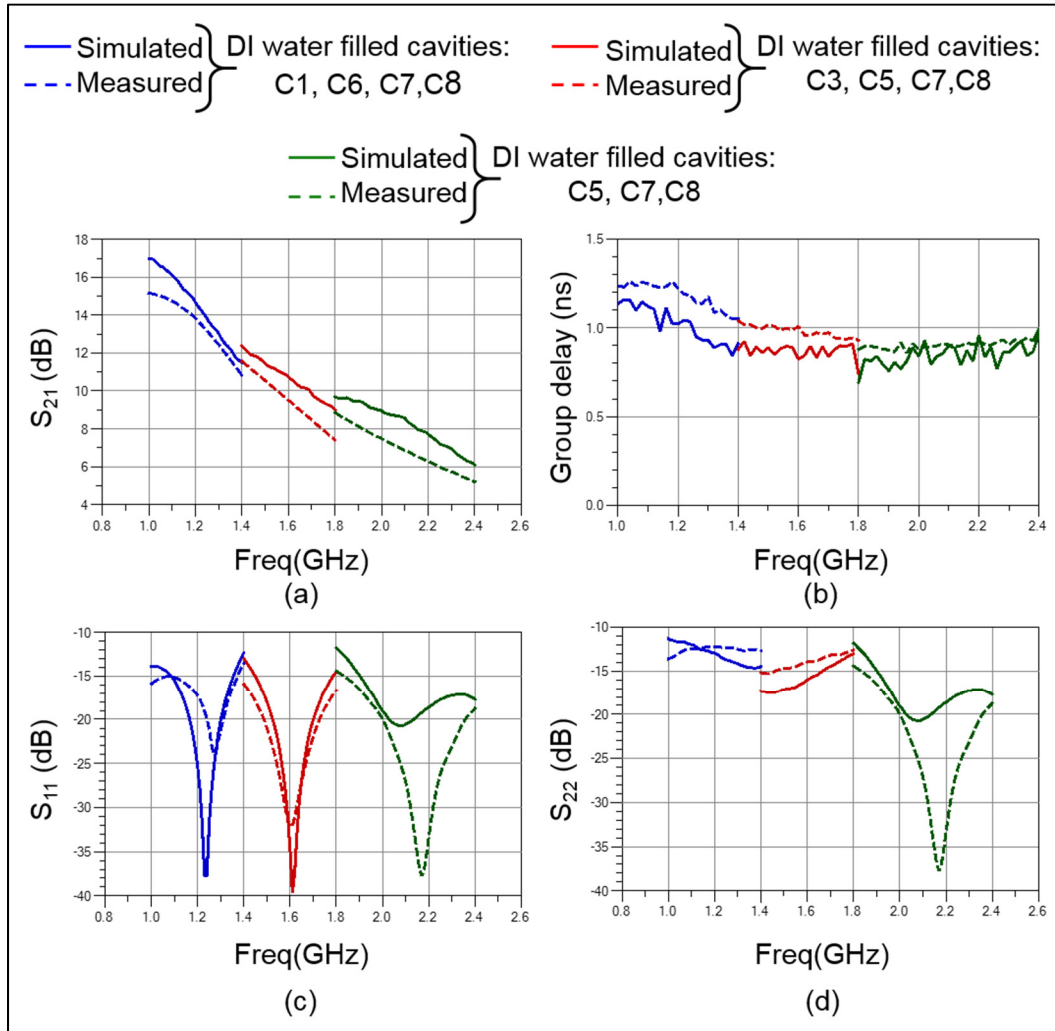 Simulated
Measured
DI water filled cavities:
C1, C6, C7,C8
Simulated
Measured
DI water filled cavities:
C3, C5, C7,C8
Simulated
Measured
DI water filled cavities:
C5, C7,C8
S21 (dB)
18
16
14
12
10
8
6
4
0.8 1.0 1.2 1.4 1.6 1.8 2.0 2.2 2.4 2.6
Freq(GHz)
(a)
Group delay (ns)
1.5
1.0
0.5
0.0
1.0 1.2 1.4 1.6 1.8 2.0 2.2 2.4
Freq(GHz)
(b)
S11 (dB)
-10
-15
-20
-25
-30
-35
-40
0.8 1.0 1.2 1.4 1.6 1.8 2.0 2.2 2.4 2.6
Freq(GHz)
(c)
S22 (dB)
-10
-15
-20
-25
-30
-35
-40
0.8 1.0 1.2 1.4 1.6 1.8 2.0 2.2 2.4 2.6
Freq(GHz)
(d)